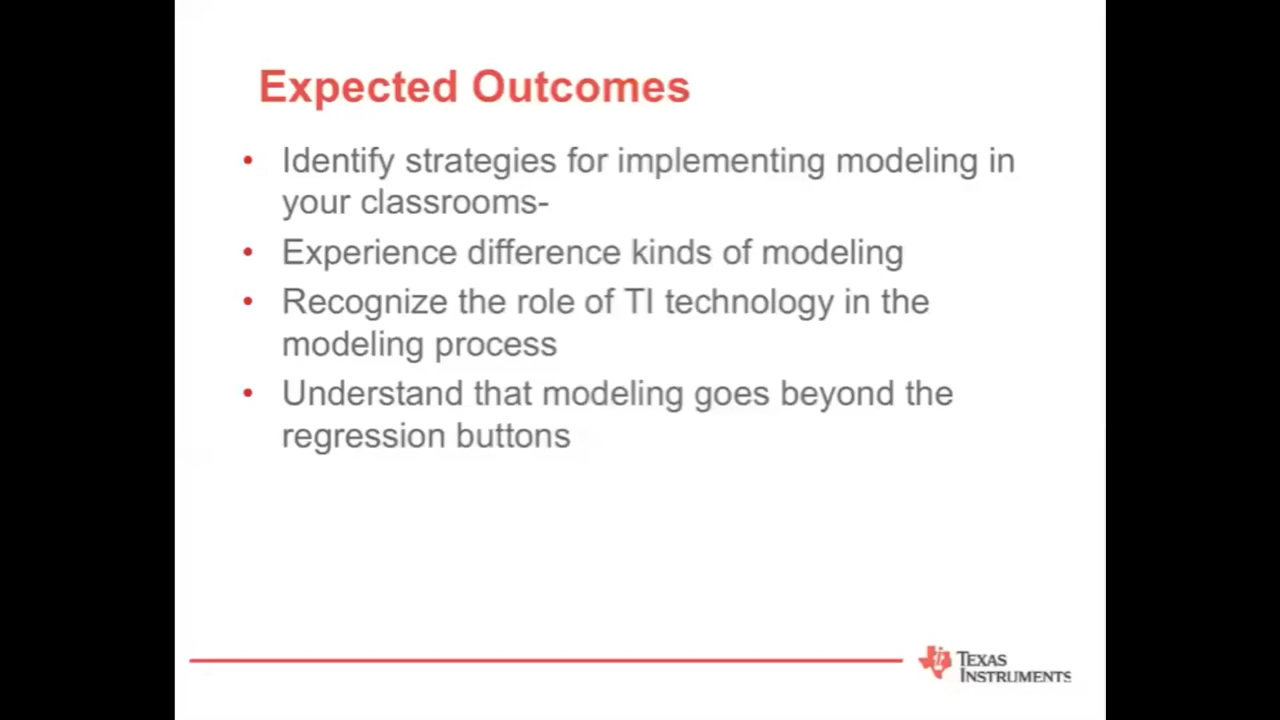 Expected Outcomes
• Identify strategies for implementing modeling in
your classrooms-
• Experience difference kinds of modeling
• Recognize the role of TI technology in the
modeling process
• Understand that modeling goes beyond the
regression buttons
TEXAS
INSTRUMENTS